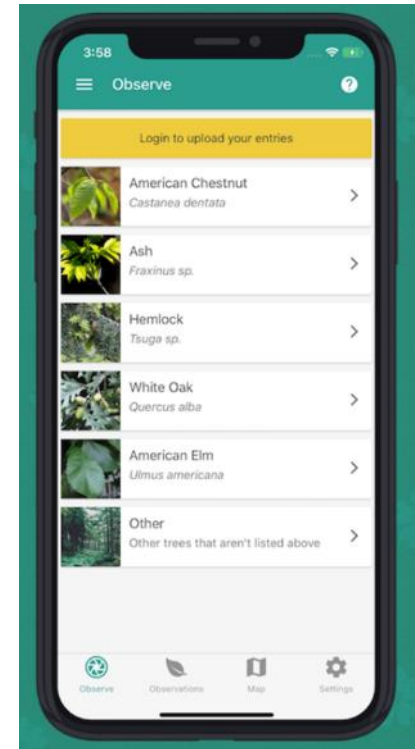 3:58
Observe
Login to upload your entries
American Chestnut
Castanea dentata
Ash
Fraxinus sp.
Hemlock
Tsuga sp.
White Oak
Quercus alba
American Elm
Ulmus americana
Other
Other trees that aren't listed above
Observe
Observations
Map
Settings